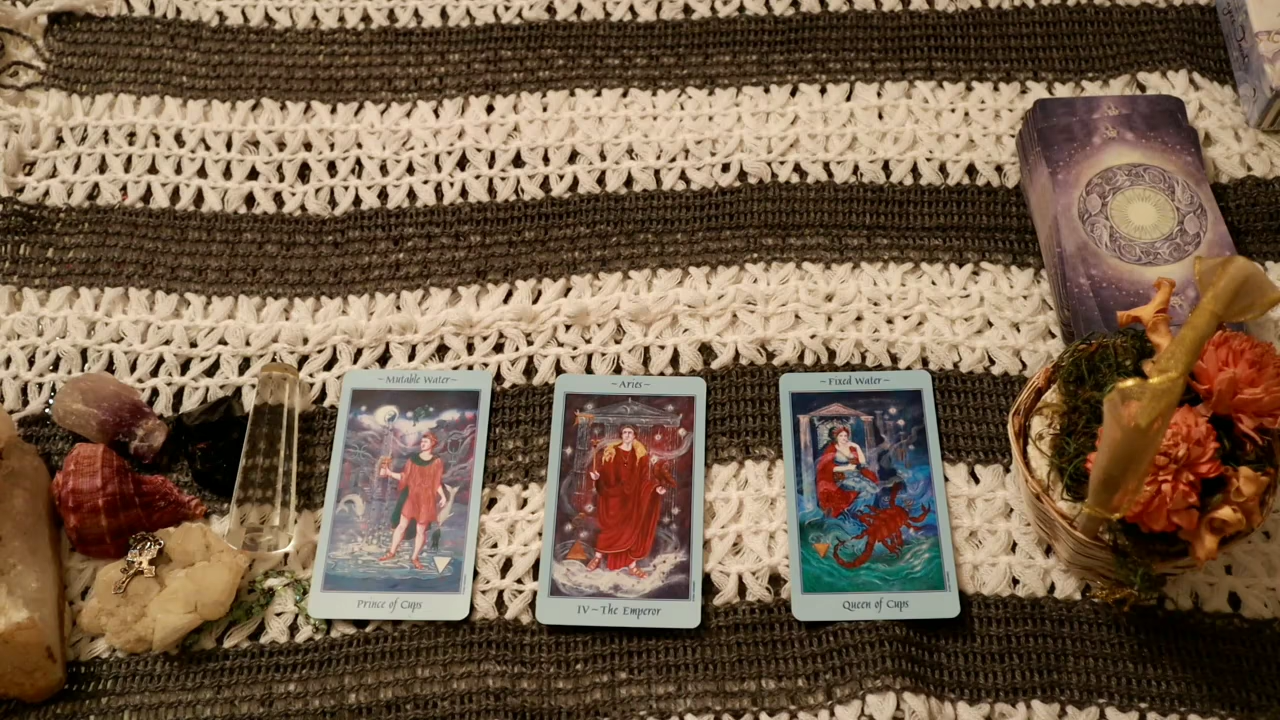 ~ Mutable Water ~
Prince of Cups
~ Aries ~
IV ~ The Emperor
~ Fixed Water ~
Queen of Cups